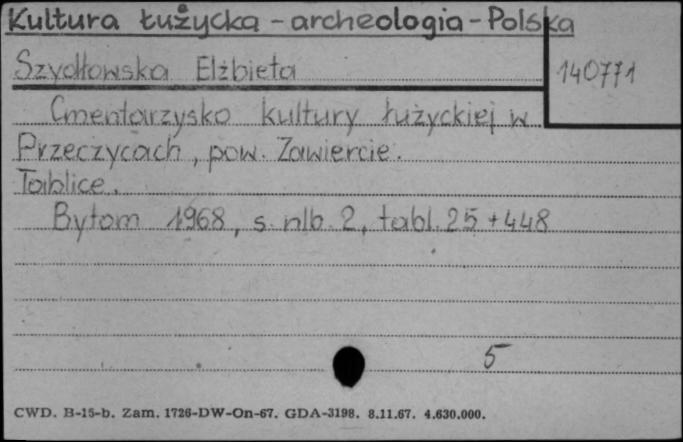 Kultura łużycka - archeologia - Polska
Szydłowska Elżbieta
140771
Cmentarzysko kultury łużyckiej w
Przeczycach, pow. Zawiercie.
Tablice.
Bytom 1968, s. nlb. 2, tabl. 25 + 448
5
CWD. B-15-b. Zam. 1726-DW-On-67. GDA-3198. 8.11.67. 4.630.000.